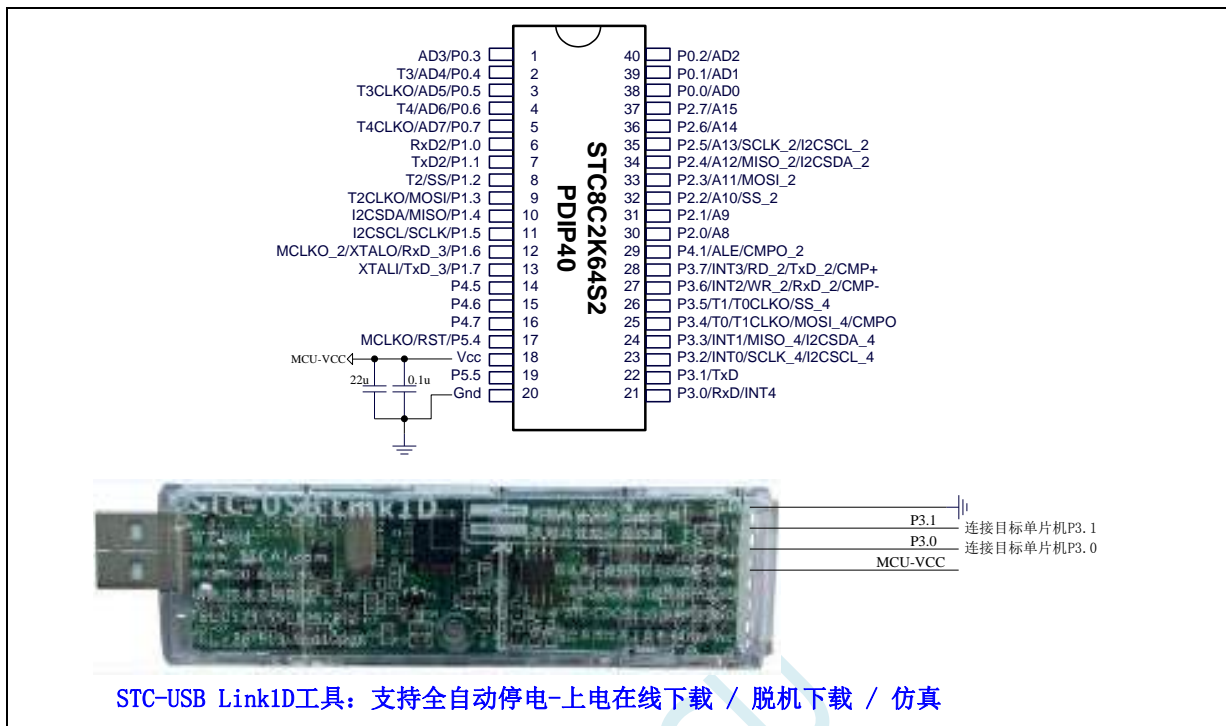 AD3/P0.3 1 40 P0.2/AD2
T3/AD4/P0.4 2 39 P0.1/AD1
T3CLKO/AD5/P0.5 3 38 P0.0/AD0
T4/AD6/P0.6 4 37 P2.7/A15
T4CLKO/AD7/P0.7 5 36 P2.6/A14
RxD2/P1.0 6 35 P2.5/A13/SCLK_2/I2CSCL_2
TxD2/P1.1 7 34 P2.4/A12/MISO_2/I2CSDA_2
T2/SS/P1.2 8 33 P2.3/A11/MOSI_2
T2CLKO/MOSI/P1.3 9 32 P2.2/A10/SS_2
I2CSDA/MISO/P1.4 10 31 P2.1/A9
I2CSCL/SCLK/P1.5 11 30 P2.0/A8
MCLKO_2/XTALO/RxD_3/P1.6 12 29 P4.1/ALE/CMPO_2
XTALI/TxD_3/P1.7 13 28 P3.7/INT3/RD_2/TxD_2/CMP+
P4.5 14 27 P3.6/INT2/WR_2/RxD_2/CMP-
P4.6 15 26 P3.5/T1/T0CLKO/SS_4
P4.7 16 25 P3.4/T0/T1CLKO/MOSI_4/CMPO
MCLKO/RST/P5.4 17 24 P3.3/INT1/MISO_4/I2CSDA_4
MCU-VCC Vcc 18 23 P3.2/INT0/SCLK_4/I2CSCL_4
22u 0.1u P5.5 19 22 P3.1/TxD
Gnd 20 21 P3.0/RxD/INT4
STC8C2K64S2
PDIP40
STC-USB Link1D
P3.1 连接目标单片机P3.1
P3.0 连接目标单片机P3.0
MCU-VCC
STC-USB Link1D工具：支持全自动停电-上电在线下载 / 脱机下载 / 仿真